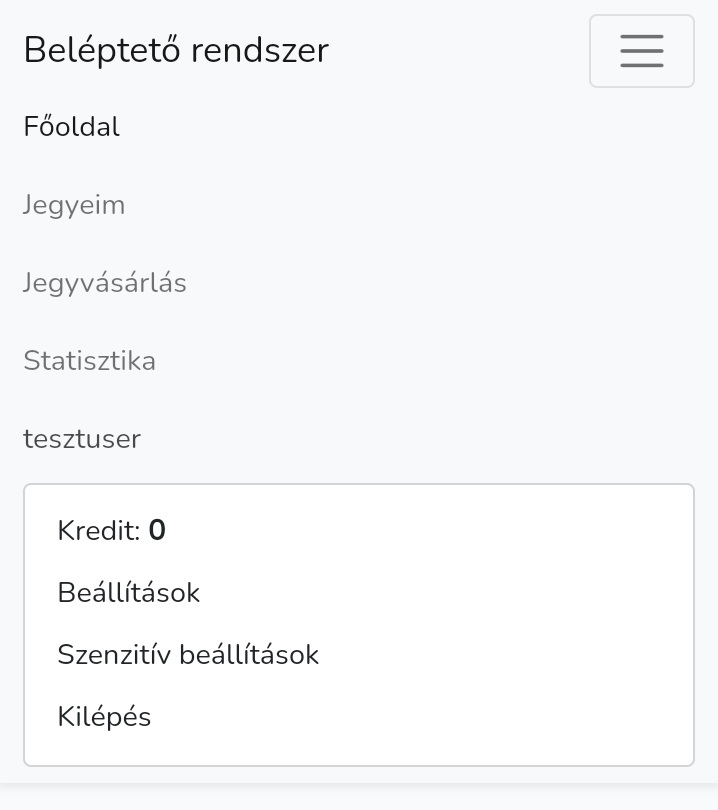 Beléptető rendszer
Főoldal
Jegyeim
Jegyvásárlás
Statisztika
tesztuser
Kredit: 0
Beállítások
Szenzitív beállítások
Kilépés